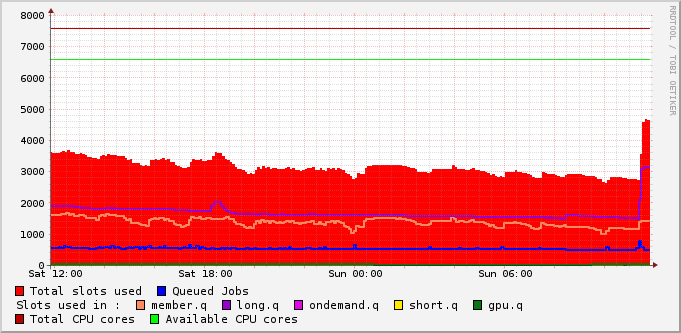 8000
7000
6000
5000
4000
3000
2000
1000
0
Sat 12:00 Sat 18:00 Sun 00:00 Sun 06:00
RRDTOOL / TOBI OETIKER
Total slots used Queued Jobs
Slots used in : member.q long.q ondemand.q short.q gpu.q
Total CPU cores Available CPU cores